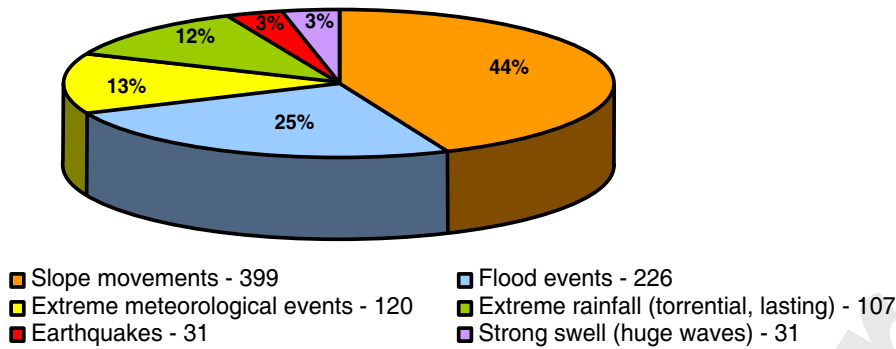 3% 3%
12%
44%
13%
25%
Slope movements - 399 Flood events - 226
Extreme meteorological events - 120 Extreme rainfall (torrential, lasting) - 107
Earthquakes - 31 Strong swell (huge waves) - 31